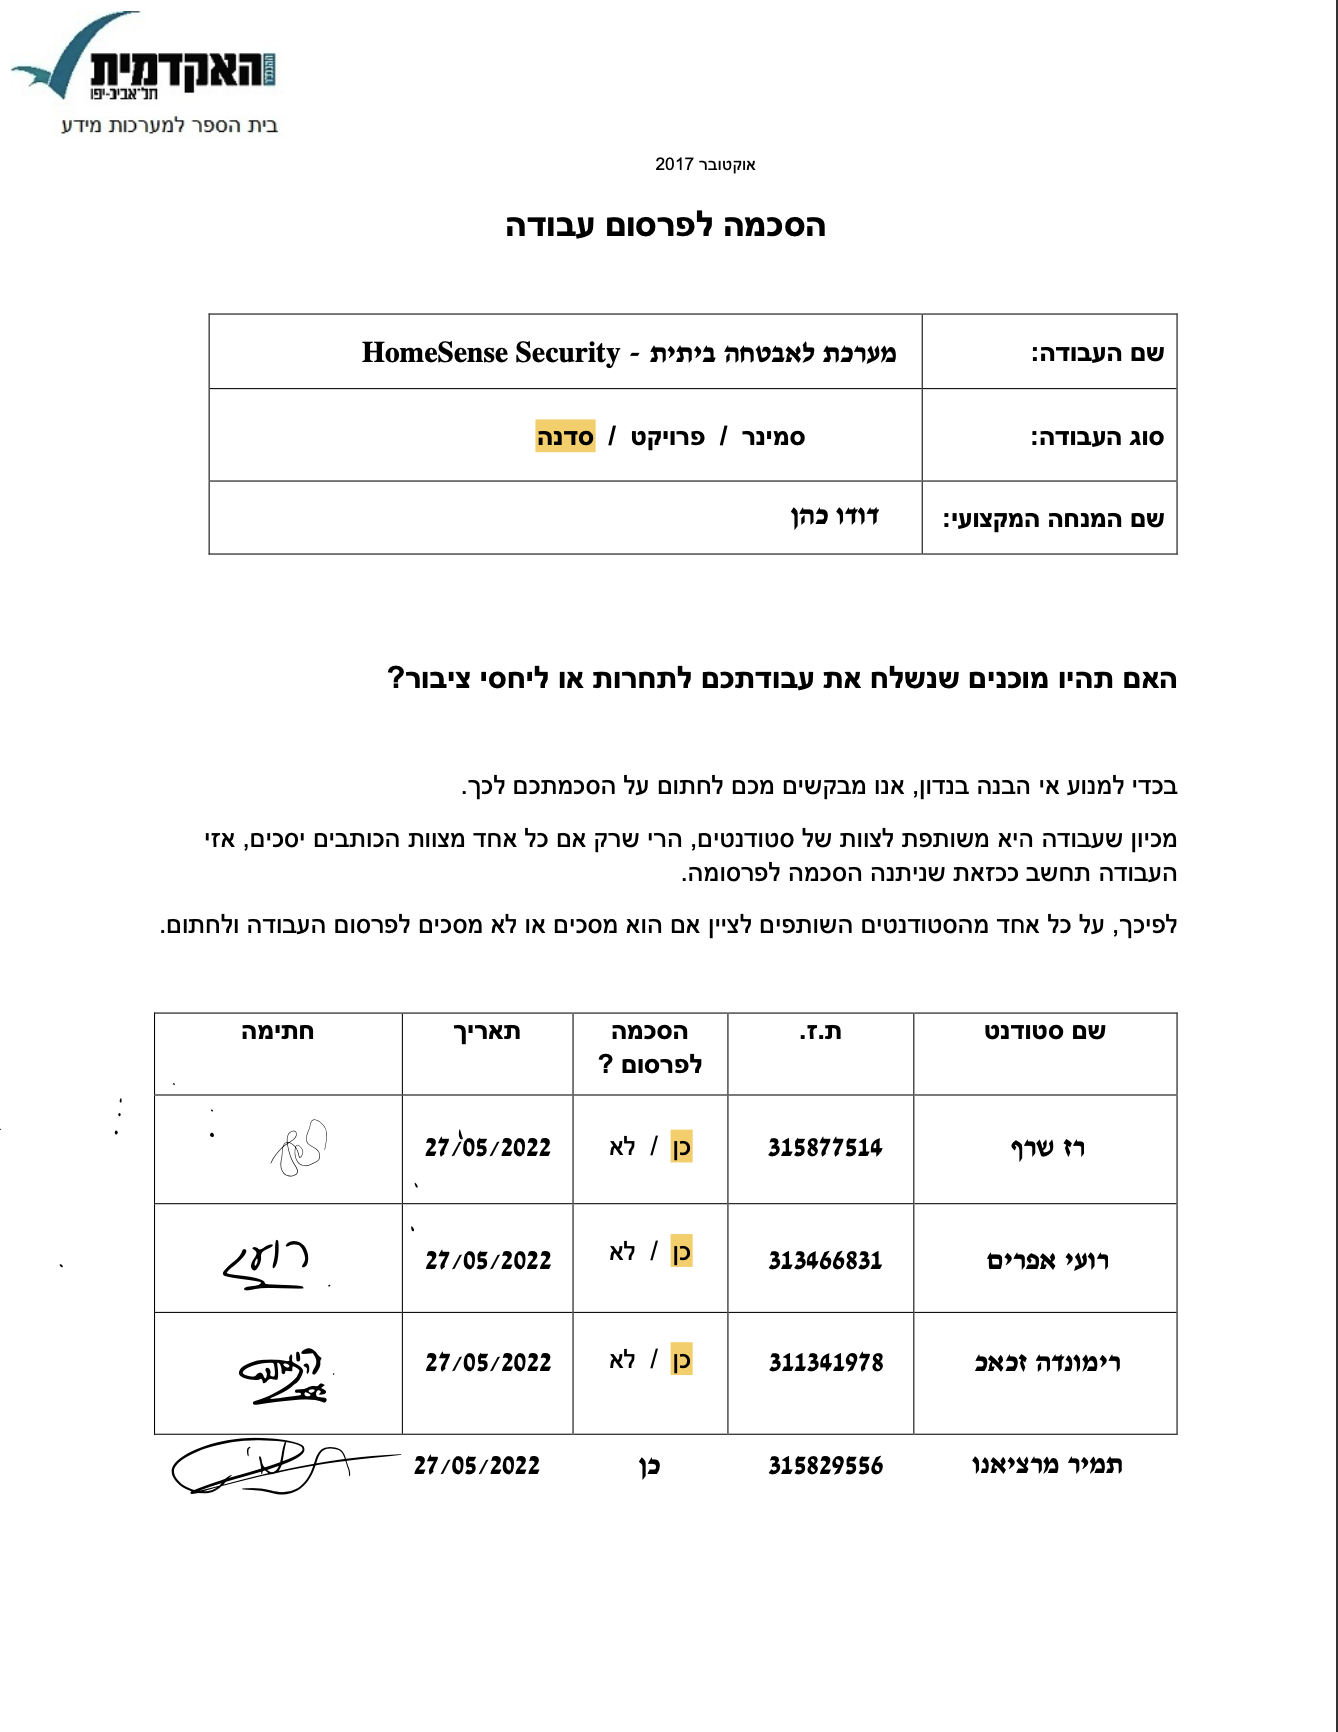 המכללה האקדמית
תל־אביב-יפו
בית הספר למערכות מידע
אוקטובר 2017
הסכמה לפרסום עבודה
שם העבודה: מערכת לאבטחה ביתית - HomeSense Security
סוג העבודה: סמינר / פרויקט / סדנה
שם המנחה המקצועי: דודו כהן
האם תהיו מוכנים שנשלח את עבודתכם לתחרות או ליחסי ציבור?
בכדי למנוע אי הבנה בנדון, אנו מבקשים מכם לחתום על הסכמתכם לכך.
מכיון שעבודה היא משותפת לצוות של סטודנטים, הרי שרק אם כל אחד מצוות הכותבים יסכים, אזי
העבודה תחשב ככזאת שניתנה הסכמה לפרסומה.
לפיכך, על כל אחד מהסטודנטים השותפים לציין אם הוא מסכים או לא מסכים לפרסום העבודה ולחתום.
שם סטודנט ת.ז. הסכמה לפרסום ? תאריך חתימה
רז שרף 315877514 כן / לא 27/05/2022
רועי אפרים 313466831 כן / לא 27/05/2022 רועי
רימונדה זכאכ 311341978 כן / לא 27/05/2022
תמיר מרציאנו 315829556 כן 27/05/2022